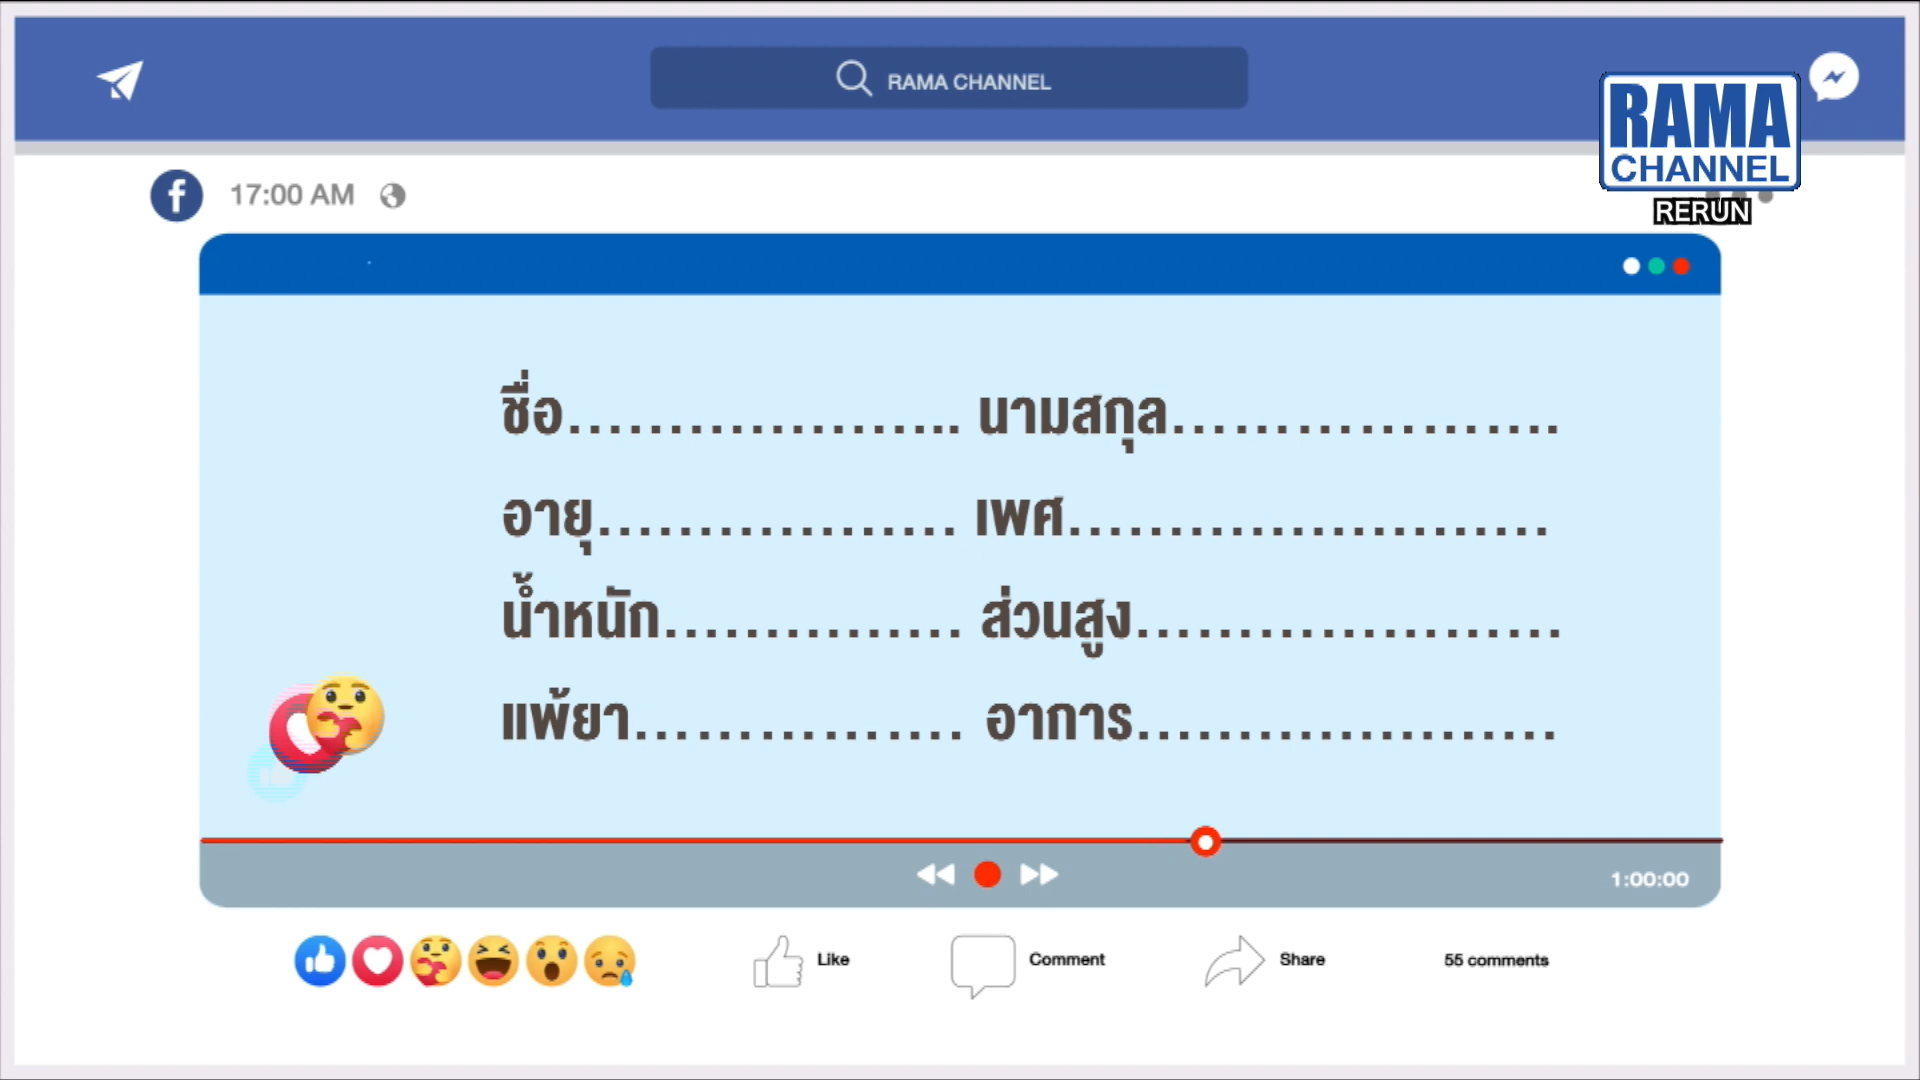 RAMA CHANNEL
RAMA
CHANNEL
RERUN
17:00 AM
ชื่อ.................... นามสกุล...................
อายุ.................. เพศ........................
น้ำหนัก............... ส่วนสูง.....................
แพ้ยา................ อาการ.....................
1:00:00
Like Comment Share 55 comments